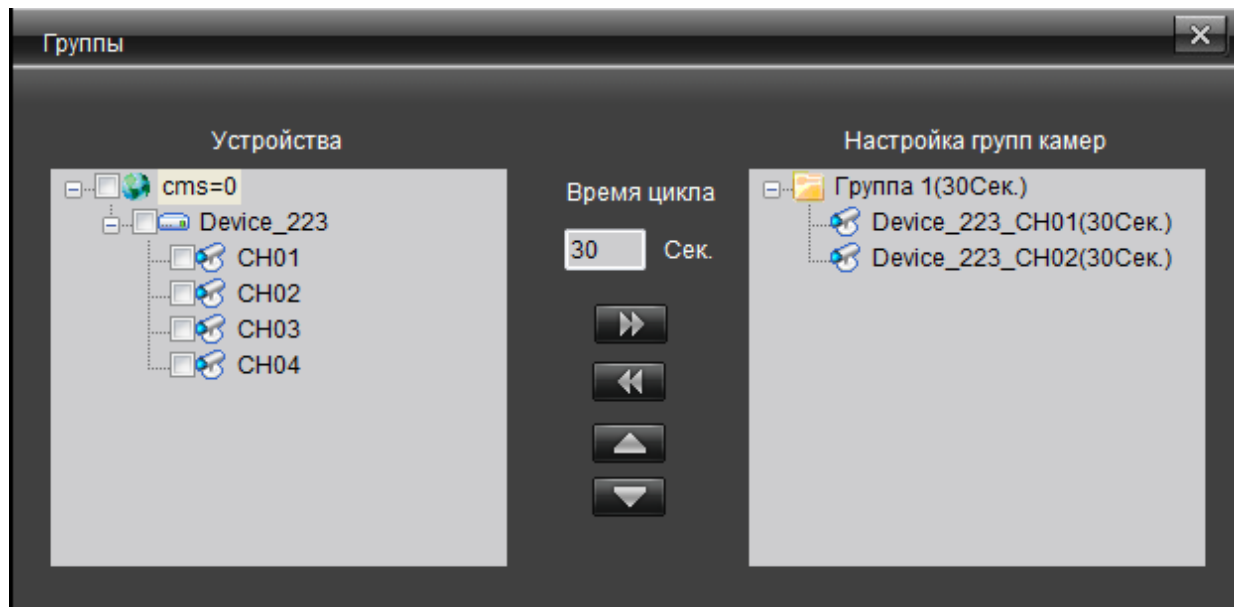 Группы
Устройства
cms=0
Device_223
CH01
CH02
CH03
CH04
Время цикла
30 Сек.
Настройка групп камер
Группа 1(30Сек.)
Device_223_CH01(30Сек.)
Device_223_CH02(30Сек.)